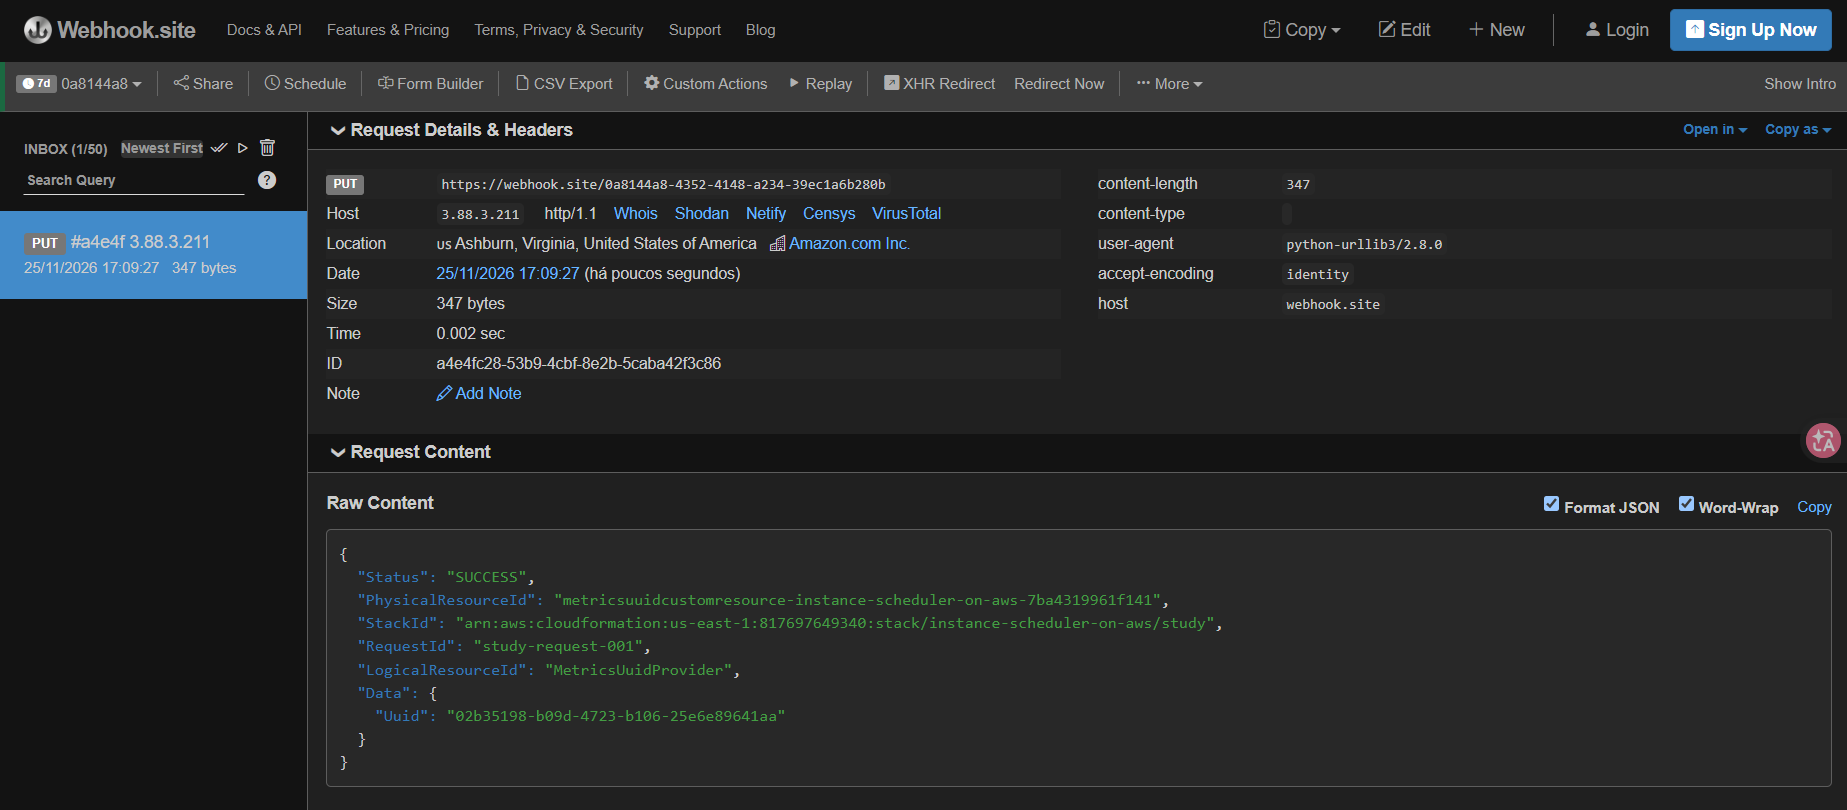 Webhook.site Docs & API Features & Pricing Terms, Privacy & Security Support Blog Copy Edit New Login Sign Up Now
7d 0a8144a8 Share Schedule Form Builder CSV Export Custom Actions Replay XHR Redirect Redirect Now More Show Intro
INBOX (1/50) Newest First
Search Query ?
PUT #a4e4f 3.88.3.211
25/11/2026 17:09:27 347 bytes
Request Details & Headers Open in Copy as
PUT https://webhook.site/0a8144a8-4352-4148-a234-39ec1a6b280b
Host 3.88.3.211 http/1.1 Whois Shodan Netify Censys VirusTotal
Location us Ashburn, Virginia, United States of America Amazon.com Inc.
Date 25/11/2026 17:09:27 (há poucos segundos)
Size 347 bytes
Time 0.002 sec
ID a4e4fc28-53b9-4cbf-8e2b-5caba42f3c86
Note Add Note
content-length 347
content-type
user-agent python-urllib3/2.8.0
accept-encoding identity
host webhook.site
Request Content
Raw Content Format JSON Word-Wrap Copy
{
"Status": "SUCCESS",
"PhysicalResourceId": "metricsuuidcustomresource-instance-scheduler-on-aws-7ba4319961f141",
"StackId": "arn:aws:cloudformation:us-east-1:817697649340:stack/instance-scheduler-on-aws/study",
"RequestId": "study-request-001",
"LogicalResourceId": "MetricsUuidProvider",
"Data": {
"Uuid": "02b35198-b09d-4723-b106-25e6e89641aa"
}
}